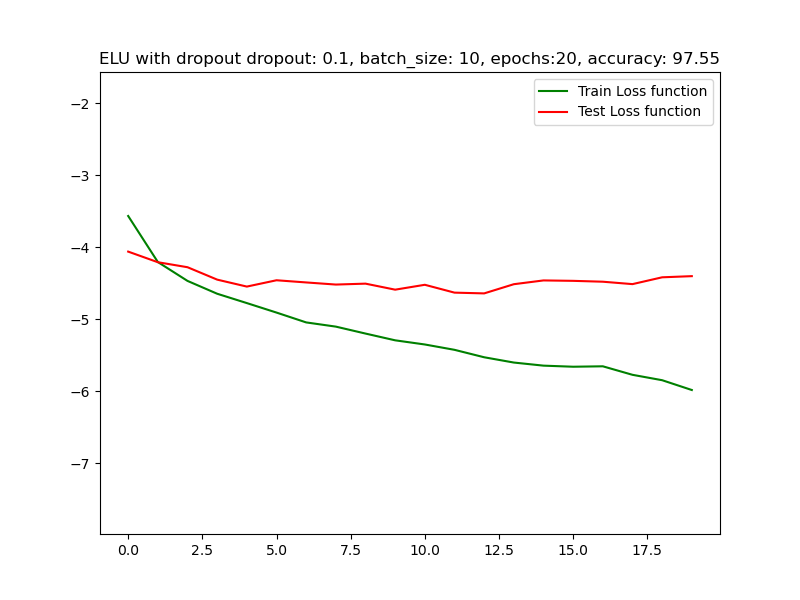 ELU with dropout dropout: 0.1, batch_size: 10, epochs:20, accuracy: 97.55
Train Loss function
Test Loss function
−2
−3
−4
−5
−6
−7
0.0 2.5 5.0 7.5 10.0 12.5 15.0 17.5